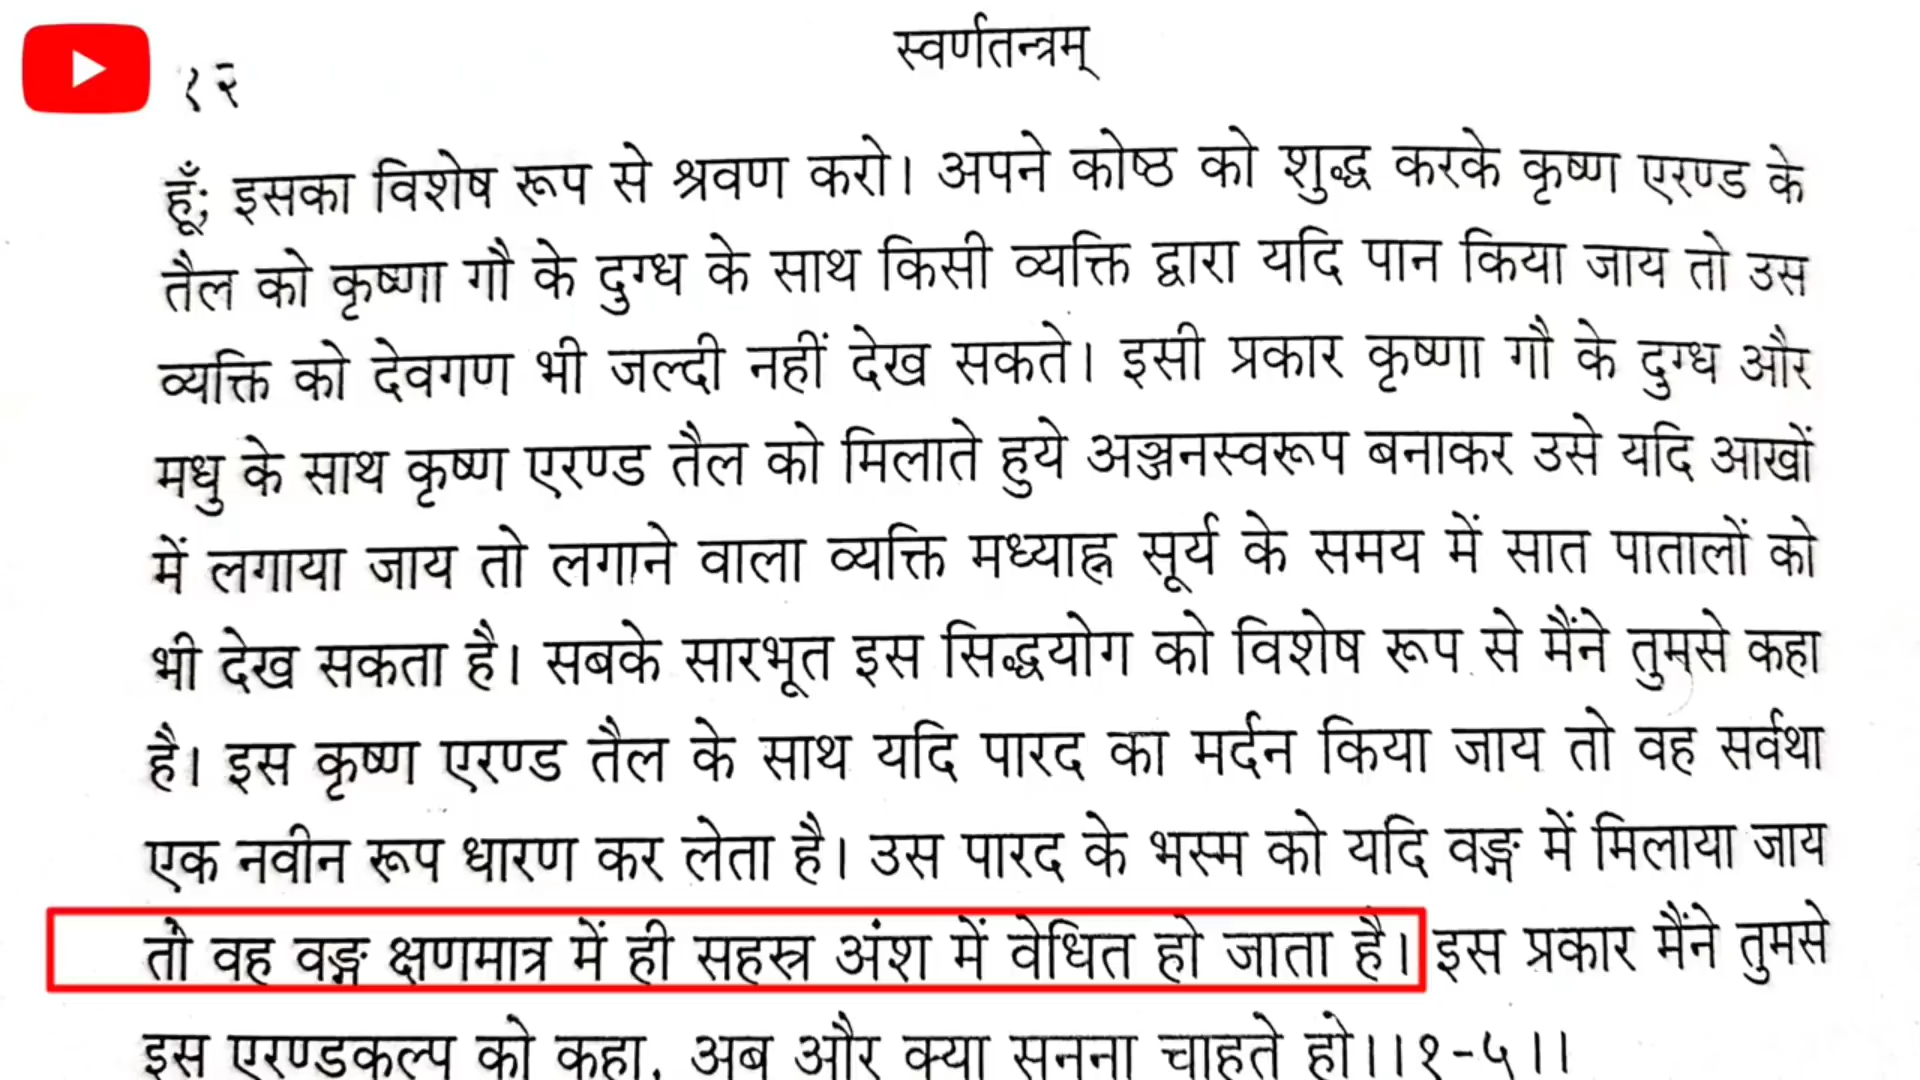 स्वर्णतन्त्रम्
१२
हूँ; इसका विशेष रूप से श्रवण करो। अपने कोष्ठ को शुद्ध करके कृष्ण एरण्ड के
तैल को कृष्णा गौ के दुग्ध के साथ किसी व्यक्ति द्वारा यदि पान किया जाय तो उस
व्यक्ति को देवगण भी जल्दी नहीं देख सकते। इसी प्रकार कृष्णा गौ के दुग्ध और
मधु के साथ कृष्ण एरण्ड तैल को मिलाते हुये अञ्जनस्वरूप बनाकर उसे यदि आखों
में लगाया जाय तो लगाने वाला व्यक्ति मध्याह्न सूर्य के समय में सात पातालों को
भी देख सकता है। सबके सारभूत इस सिद्धयोग को विशेष रूप से मैंने तुमसे कहा
है। इस कृष्ण एरण्ड तैल के साथ यदि पारद का मर्दन किया जाय तो वह सर्वथा
एक नवीन रूप धारण कर लेता है। उस पारद के भस्म को यदि वङ्ग में मिलाया जाय
तो वह वङ्ग क्षणमात्र में ही सहस्र अंश में वेधित हो जाता है। इस प्रकार मैंने तुमसे
इस एरण्डकल्प को कहा, अब और क्या सुनना चाहते हो।।१-५।।